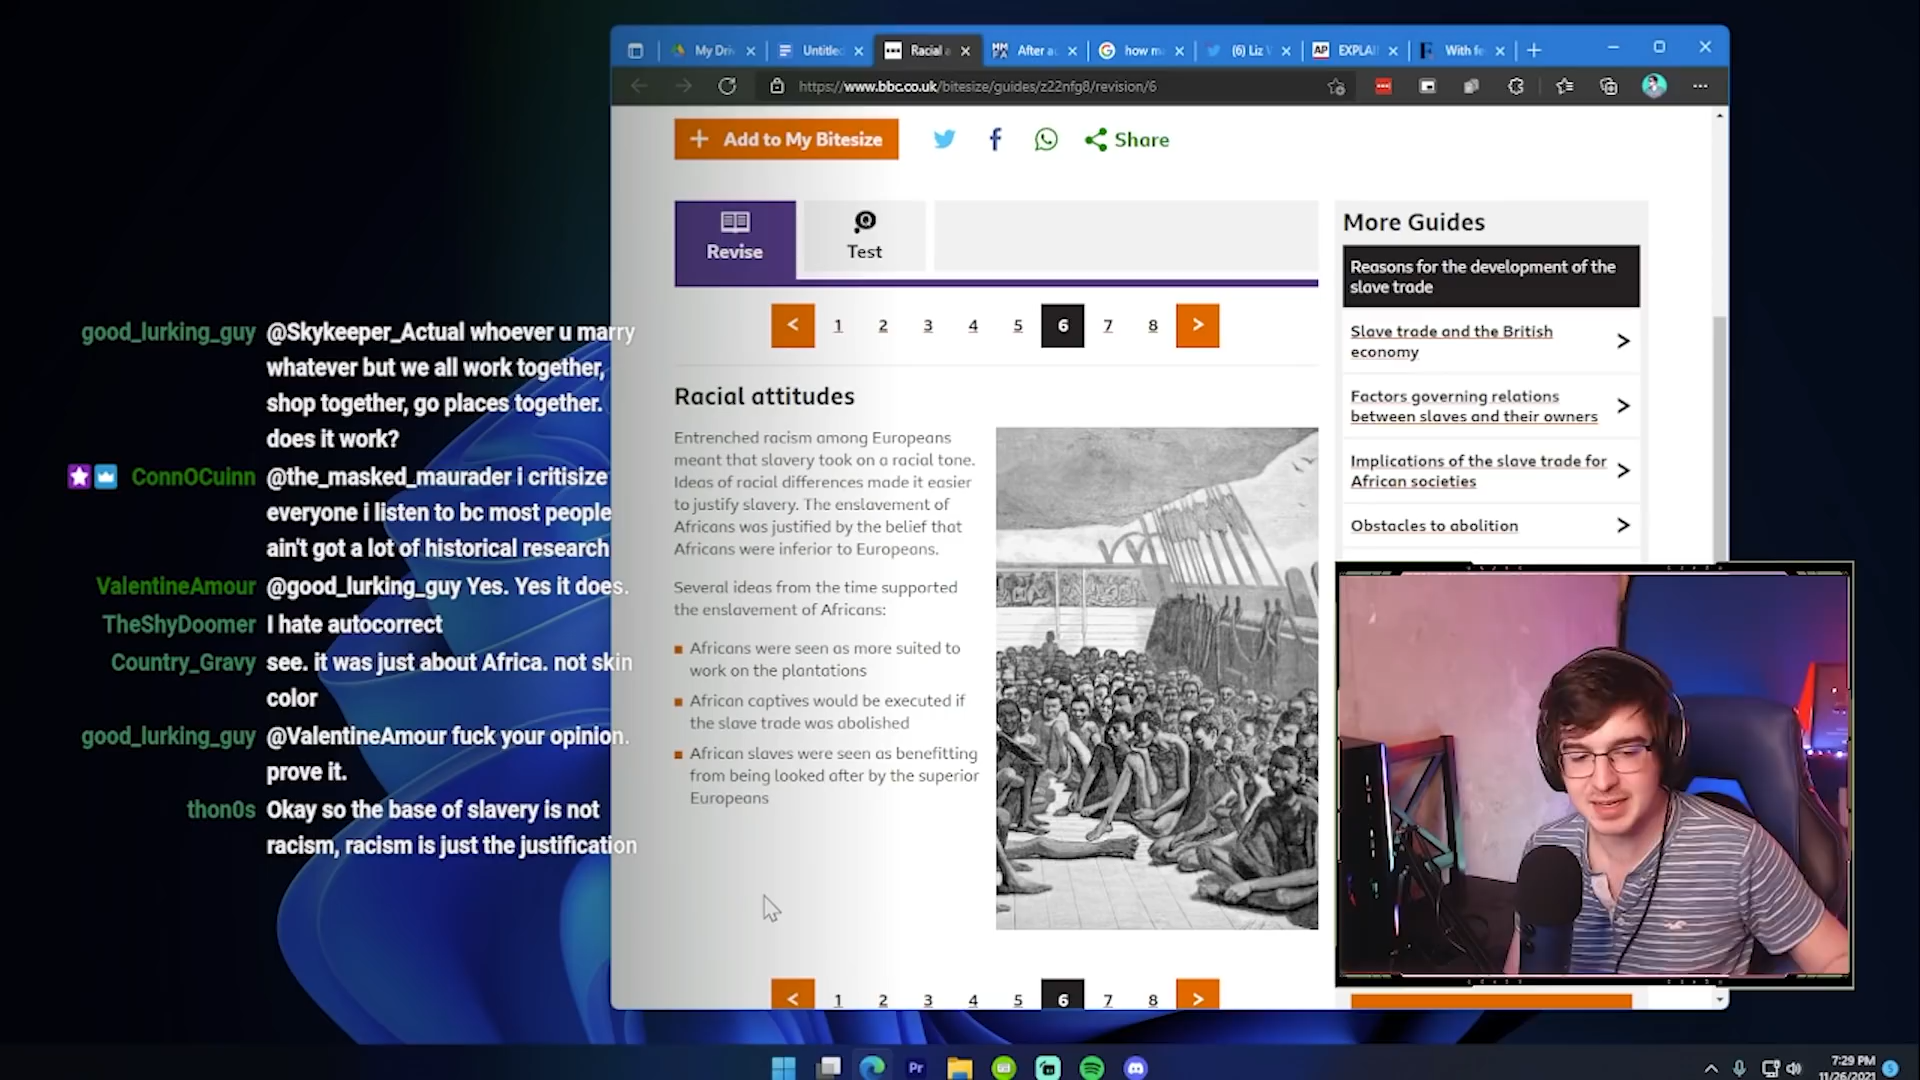 My Driv
Untitled
Racial a
After a
how m
(6) Liz
EXPLAI
With fe
https://www.bbc.co.uk/bitesize/guides/z22nfg8/revision/6
Add to My Bitesize
Share
Revise
Test
< 1 2 3 4 5 6 7 8 >
More Guides
Reasons for the development of the
slave trade
Slave trade and the British
economy
Factors governing relations
between slaves and their owners
Implications of the slave trade for
African societies
Obstacles to abolition
Racial attitudes
Entrenched racism among Europeans
meant that slavery took on a racial tone.
Ideas of racial differences made it easier
to justify slavery. The enslavement of
Africans was justified by the belief that
Africans were inferior to Europeans.
Several ideas from the time supported
the enslavement of Africans:
Africans were seen as more suited to
work on the plantations
African captives would be executed if
the slave trade was abolished
African slaves were seen as benefitting
from being looked after by the superior
Europeans
< 1 2 3 4 5 6 7 8 >
good_lurking_guy @Skykeeper_Actual whoever u marry
whatever but we all work together,
shop together, go places together.
does it work?
ConnOCuinn @the_masked_maurader i critisize
everyone i listen to bc most people
ain't got a lot of historical research
ValentineAmour @good_lurking_guy Yes. Yes it does.
TheShyDoomer I hate autocorrect
Country_Gravy see. it was just about Africa. not skin
color
good_lurking_guy @ValentineAmour fuck your opinion.
prove it.
thon0s Okay so the base of slavery is not
racism, racism is just the justification
Pr
7:29 PM
11/26/2021